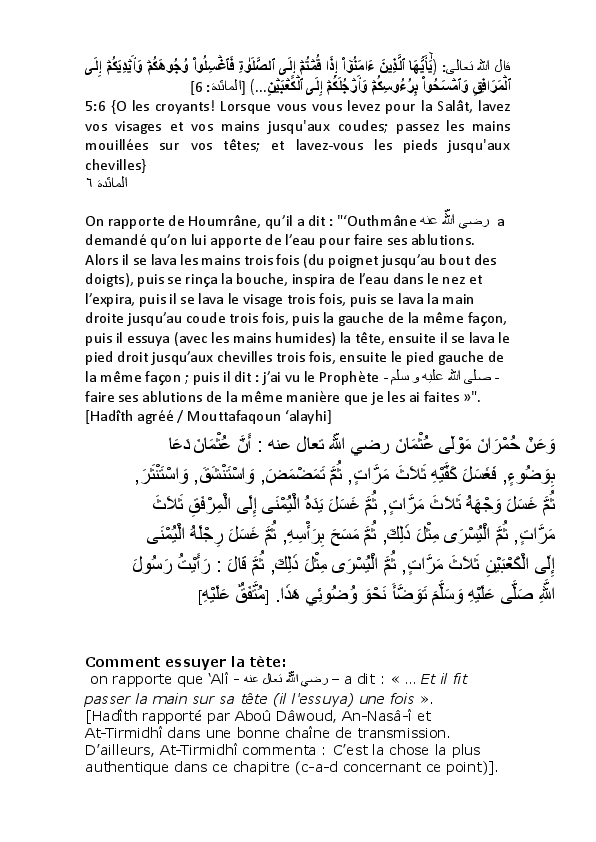 قال الله تعالى: (يَٰٓأَيُّهَا ٱلَّذِينَ ءَامَنُوٓاْ إِذَا قُمۡتُمۡ إِلَى ٱلصَّلَوٰةِ فَٱغۡسِلُواْ وُجُوهَكُمۡ وَأَيۡدِيَكُمۡ إِلَى
ٱلۡمَرَافِقِ وَٱمۡسَحُواْ بِرُءُوسِكُمۡ وَأَرۡجُلَكُمۡ إِلَى ٱلۡكَعۡبَيۡنِ...) [المائدة: 6]
5:6 {O les croyants! Lorsque vous vous levez pour la Salât, lavez
vos visages et vos mains jusqu'aux coudes; passez les mains
mouillées sur vos têtes; et lavez-vous les pieds jusqu'aux
chevilles}
المائدة ٦
On rapporte de Houmrâne, qu’il a dit : "‘Outhmâne رضي الله عنه a
demandé qu’on lui apporte de l’eau pour faire ses ablutions.
Alors il se lava les mains trois fois (du poignet jusqu’au bout des
doigts), puis se rinça la bouche, inspira de l’eau dans le nez et
l’expira, puis il se lava le visage trois fois, puis se lava la main
droite jusqu’au coude trois fois, puis la gauche de la même façon,
puis il essuya (avec les mains humides) la tête, ensuite il se lava le
pied droit jusqu’aux chevilles trois fois, ensuite le pied gauche de
la même façon ; puis il dit : j’ai vu le Prophète - صلى الله عليه و سلم -
faire ses ablutions de la même manière que je les ai faites »".
[Hadîth agréé / Mouttafaqoun ‘alayhi]
وَعَنْ حُمْرَانَ مَوْلَى عُثْمَانَ رضي الله تعال عنه : أَنَّ عُثْمَانَ دَعَا
بِوَضُوءٍ, فَغَسَلَ كَفَّيْهِ ثَلَاثَ مَرَّاتٍ, ثُمَّ تَمَضْمَضَ, وَاسْتَنْشَقَ, وَاسْتَنْثَرَ,
ثُمَّ غَسَلَ وَجْهَهُ ثَلَاثَ مَرَّاتٍ, ثُمَّ غَسَلَ يَدَهُ الْيُمْنَى إِلَى الْمِرْفَقِ ثَلَاثَ
مَرَّاتٍ, ثُمَّ الْيُسْرَى مِثْلَ ذَلِكَ, ثُمَّ مَسَحَ بِرَأْسِهِ, ثُمَّ غَسَلَ رِجْلَهُ الْيُمْنَى
إِلَى الْكَعْبَيْنِ ثَلَاثَ مَرَّاتٍ, ثُمَّ الْيُسْرَى مِثْلَ ذَلِكَ, ثُمَّ قَالَ : رَأَيْتُ رَسُولَ
اللَّهِ صَلَّى عَلَيْهِ وَسَلَّمَ تَوَضَّأَ نَحْوَ وُضُوئِي هَذَا. [مُتَّفَقٌ عَلَيْهِ]
Comment essuyer la tète:
on rapporte que ‘Alî – رضي الله تعال عنه – a dit : « … Et il fit
passer la main sur sa tête (il l'essuya) une fois ».
[Hadîth rapporté par Aboû Dâwoud, An-Nasâ-î et
At-Tirmidhî dans une bonne chaîne de transmission.
D’ailleurs, At-Tirmidhî commenta : C’est la chose la plus
authentique dans ce chapitre (c-a-d concernant ce point)].